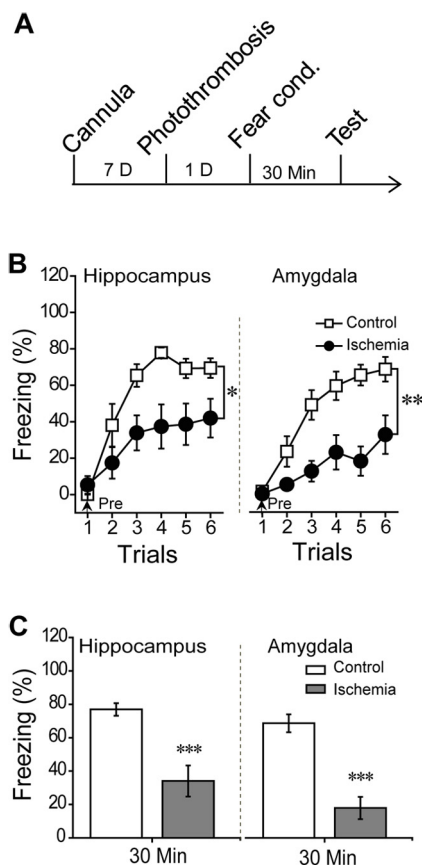 A
Cannula
Photothrombosis
Fear cond.
Test
7 D
1 D
30 Min
B
Hippocampus
Amygdala
Freezing (%)
120
100
80
60
40
20
0
Control
Ischemia
*
**
Pre
Pre
1 2 3 4 5 6
1 2 3 4 5 6
Trials
Trials
C
Hippocampus
Amygdala
Freezing (%)
120
100
80
60
40
20
0
Control
Ischemia
***
***
30 Min
30 Min